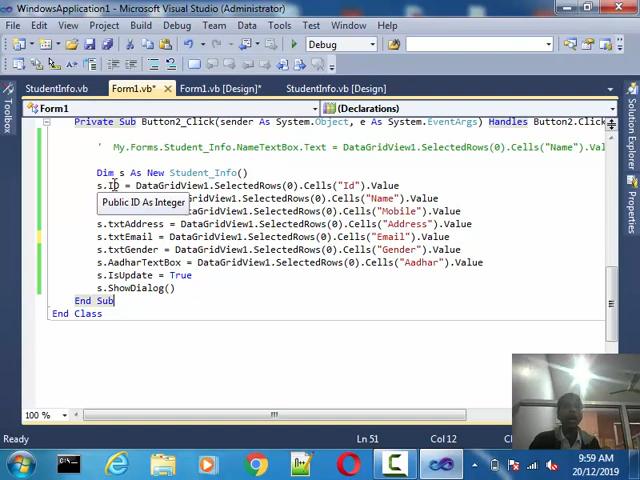 WindowsApplication1 - Microsoft Visual Studio (Administrator)
File Edit View Project Build Debug Team Data Tools Test Window Help
Debug
StudentInfo.vb Form1.vb* Form1.vb [Design]* StudentInfo.vb [Design]
Form1 (Declarations)
Toolbox
Solution Explorer
Private Sub Button2_Click(sender As System.Object, e As System.EventArgs) Handles Button2.Click
' My.Forms.Student_Info.NameTextBox.Text = DataGridView1.SelectedRows(0).Cells("Name").Va
Dim s As New Student_Info()
s.ID = DataGridView1.SelectedRows(0).Cells("Id").Value
DataGridView1.SelectedRows(0).Cells("Name").Value
Public ID As Integer
DataGridView1.SelectedRows(0).Cells("Mobile").Value
s.txtAddress = DataGridView1.SelectedRows(0).Cells("Address").Value
s.txtEmail = DataGridView1.SelectedRows(0).Cells("Email").Value
s.txtGender = DataGridView1.SelectedRows(0).Cells("Gender").Value
s.AadharTextBox = DataGridView1.SelectedRows(0).Cells("Aadhar").Value
s.IsUpdate = True
s.ShowDialog()
End Sub
End Class
100 %
Ready Ln 51 Col 12
9:59 AM
20/12/2019